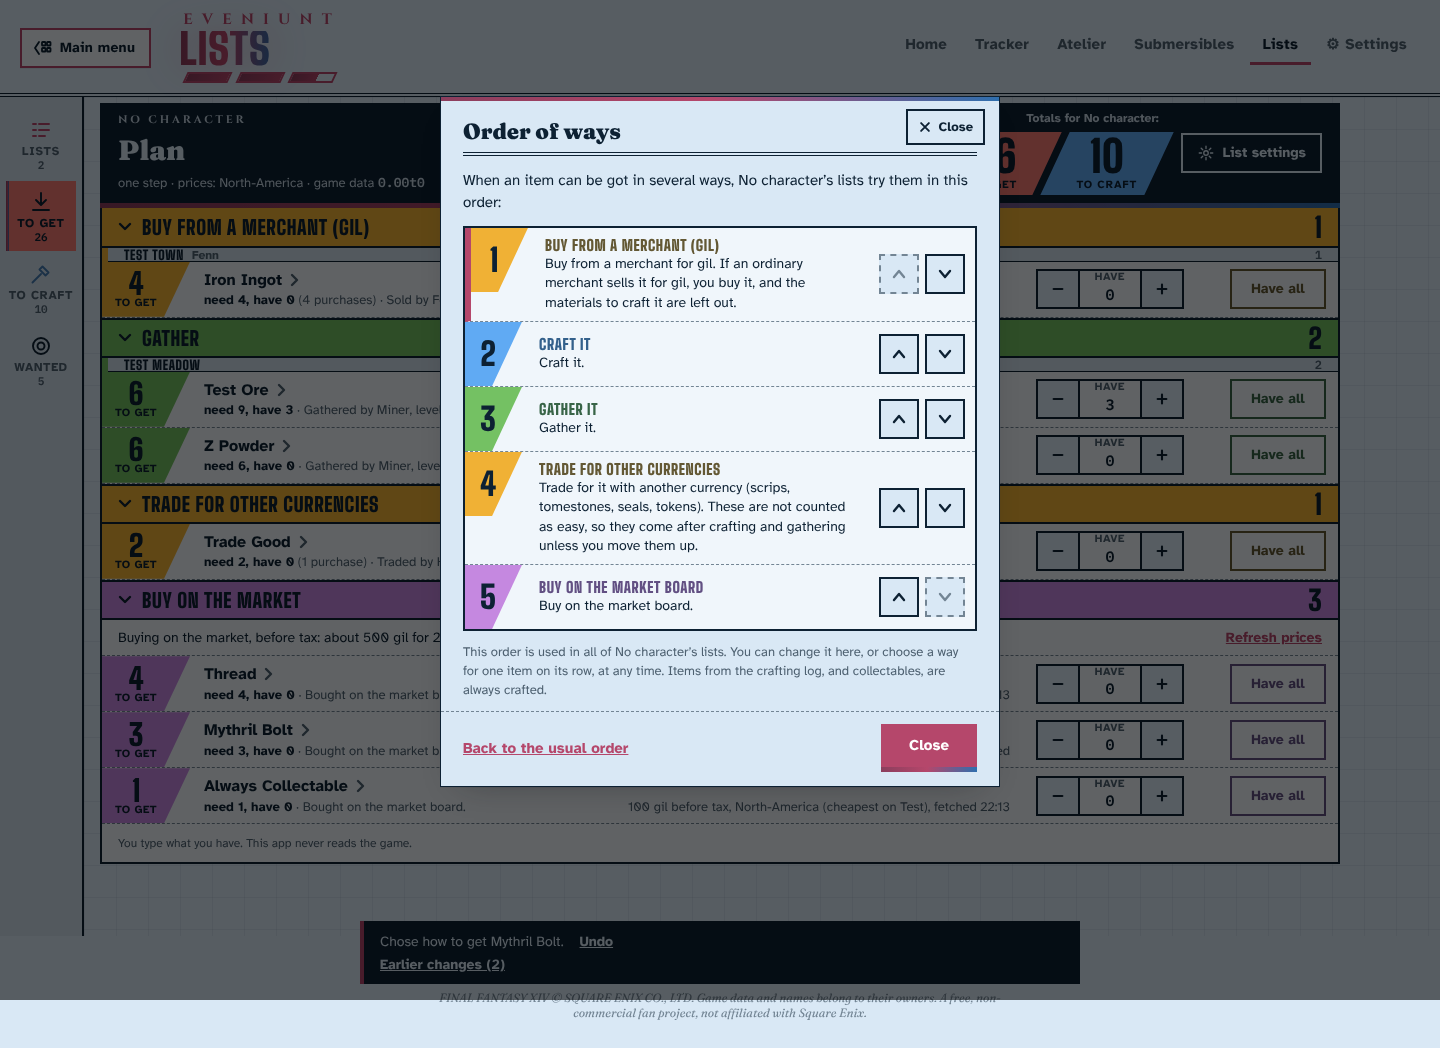 Main menu
EVENIUNT
LISTS
Home
Tracker
Atelier
Submersibles
Lists
Settings
LISTS
2
TO GET
26
TO CRAFT
10
WANTED
5
NO CHARACTER
Plan
one step · prices: North-America · game data 0.00t0
Totals for No character:
6
10
TO CRAFT
List settings
BUY FROM A MERCHANT (GIL)
1
TEST TOWN Fenn
1
4
TO GET
Iron Ingot
need 4, have 0 (4 purchases) · Sold by F
HAVE
0
Have all
GATHER
2
TEST MEADOW
2
6
TO GET
Test Ore
need 9, have 3 · Gathered by Miner, leve
HAVE
3
Have all
6
TO GET
Z Powder
need 6, have 0 · Gathered by Miner, leve
HAVE
0
Have all
TRADE FOR OTHER CURRENCIES
1
2
TO GET
Trade Good
need 2, have 0 (1 purchase) · Traded by
HAVE
0
Have all
BUY ON THE MARKET
3
Buying on the market, before tax: about 500 gil for 2
Refresh prices
4
TO GET
Thread
need 4, have 0 · Bought on the market b
13
HAVE
0
Have all
3
TO GET
Mythril Bolt
need 3, have 0 · Bought on the market b
ed
HAVE
0
Have all
1
TO GET
Always Collectable
need 1, have 0 · Bought on the market board.
100 gil before tax, North-America (cheapest on Test), fetched 22:13
HAVE
0
Have all
You type what you have. This app never reads the game.
Order of ways
Close
When an item can be got in several ways, No character's lists try them in this
order:
1
BUY FROM A MERCHANT (GIL)
Buy from a merchant for gil. If an ordinary
merchant sells it for gil, you buy it, and the
materials to craft it are left out.
2
CRAFT IT
Craft it.
3
GATHER IT
Gather it.
4
TRADE FOR OTHER CURRENCIES
Trade for it with another currency (scrips,
tomestones, seals, tokens). These are not counted
as easy, so they come after crafting and gathering
unless you move them up.
5
BUY ON THE MARKET BOARD
Buy on the market board.
This order is used in all of No character's lists. You can change it here, or choose a way
for one item on its row, at any time. Items from the crafting log, and collectables, are
always crafted.
Back to the usual order
Close
Chose how to get Mythril Bolt. Undo
Earlier changes (2)
FINAL FANTASY XIV © SQUARE ENIX CO., LTD. Game data and names belong to their owners. A free, non-
commercial fan project, not affiliated with Square Enix.